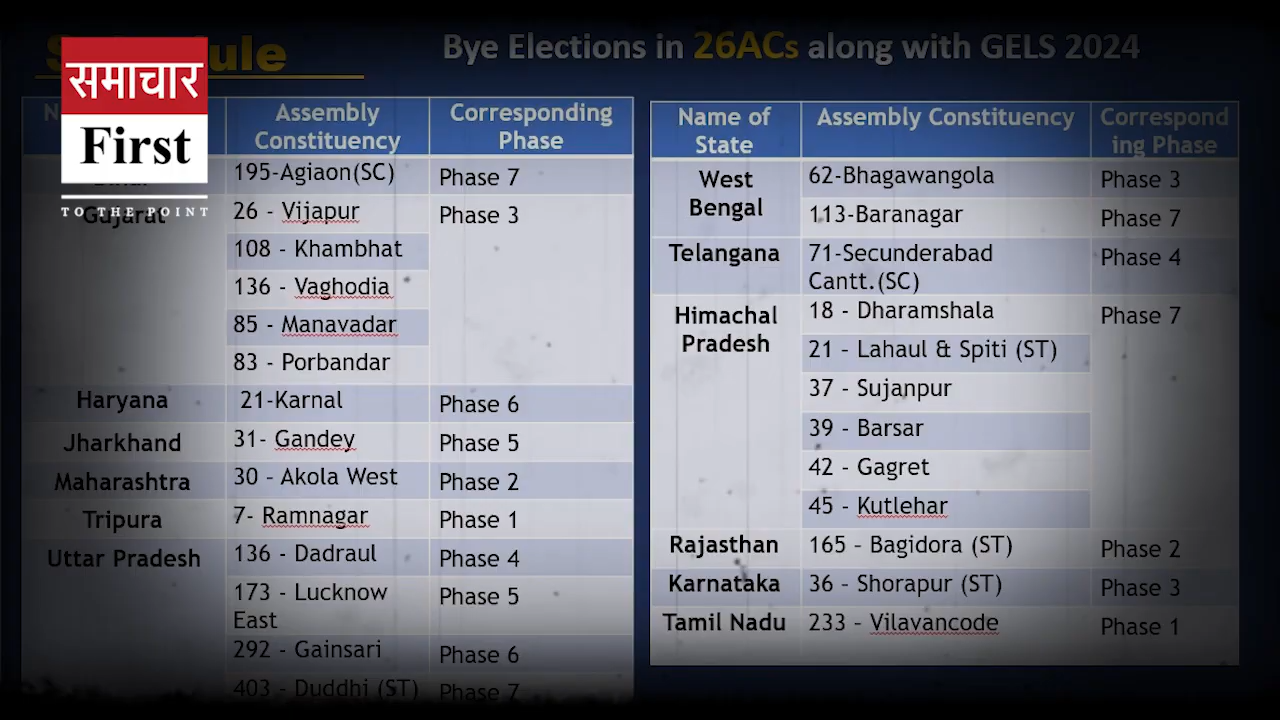 समाचार
First
TO THE POINT
Bye Elections in 26ACs along with GELS 2024
Assembly Constituency
Corresponding Phase
195-Agiaon(SC)
Phase 7
Gujarat
26 - Vijapur
Phase 3
108 - Khambhat
136 - Vaghodia
85 - Manavadar
83 - Porbandar
Haryana
21-Karnal
Phase 6
Jharkhand
31- Gandey
Phase 5
Maharashtra
30 - Akola West
Phase 2
Tripura
7- Ramnagar
Phase 1
Uttar Pradesh
136 - Dadraul
Phase 4
173 - Lucknow
East
Phase 5
292 - Gainsari
Phase 6
403 - Duddhi (ST)
Phase 7
Name of
State
Assembly Constituency
Correspond
ing Phase
West
Bengal
62-Bhagawangola
Phase 3
113-Baranagar
Phase 7
Telangana
71-Secunderabad
Cantt.(SC)
Phase 4
Himachal
Pradesh
18 - Dharamshala
Phase 7
21 - Lahaul & Spiti (ST)
37 - Sujanpur
39 - Barsar
42 - Gagret
45 - Kutlehar
Rajasthan
165 - Bagidora (ST)
Phase 2
Karnataka
36 - Shorapur (ST)
Phase 3
Tamil Nadu
233 - Vilavancode
Phase 1